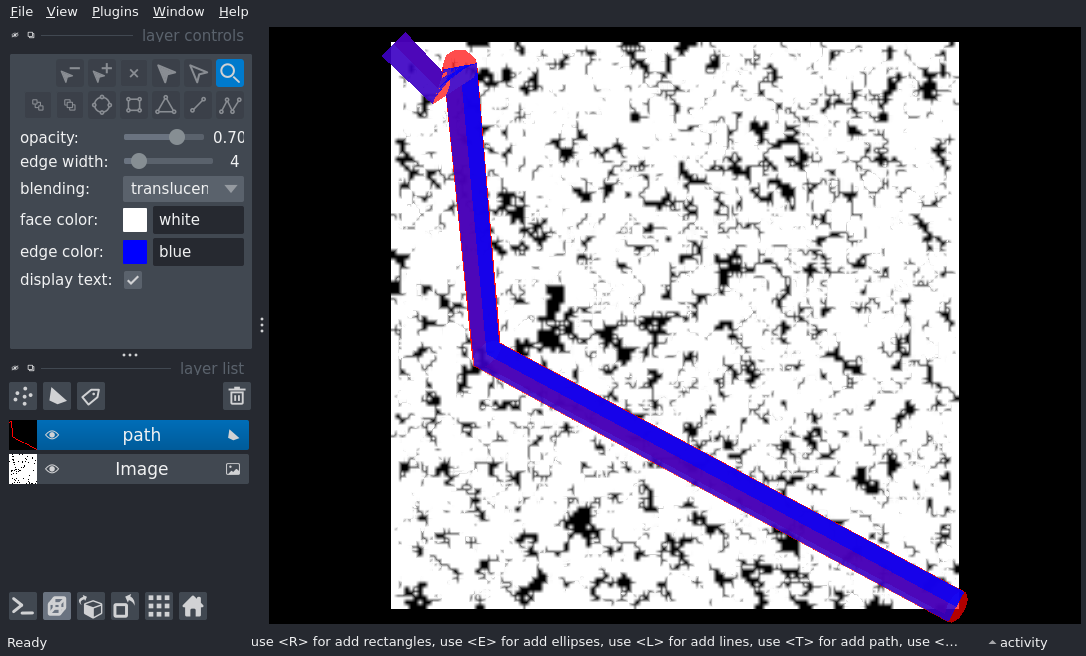 File View Plugins Window Help
layer controls
opacity: 0.70
edge width: 4
blending: translucen
face color: white
edge color: blue
display text:
layer list
path
Image
Ready use <R> for add rectangles, use <E> for add ellipses, use <L> for add lines, use <T> for add path, use <... activity